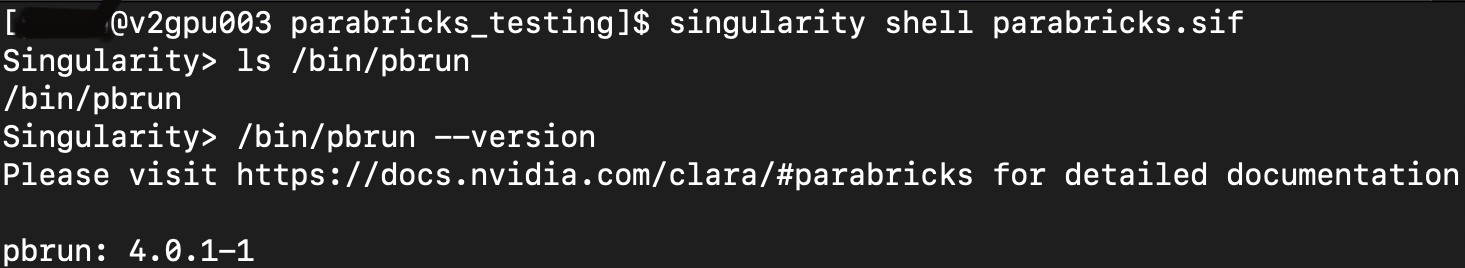 [@v2gpu003 parabricks_testing]$ singularity shell parabricks.sif
Singularity> ls /bin/pbrun
/bin/pbrun
Singularity> /bin/pbrun --version
Please visit https://docs.nvidia.com/clara/#parabricks for detailed documentation

pbrun: 4.0.1-1